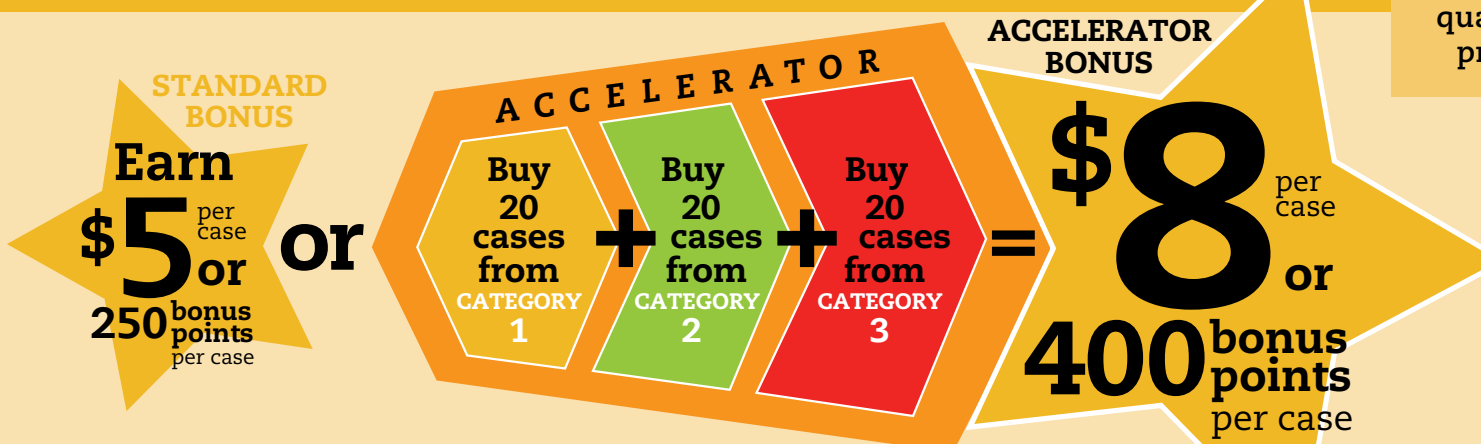 STANDARD
BONUS
Earn
$5 per
case
or
250 bonus
points
per case
or
ACCELERATOR
Buy
20
cases
from
CATEGORY
1
+
Buy
20
cases
from
CATEGORY
2
+
Buy
20
cases
from
CATEGORY
3
=
ACCELERATOR
BONUS
$8 per
case
or
400 bonus
points
per case